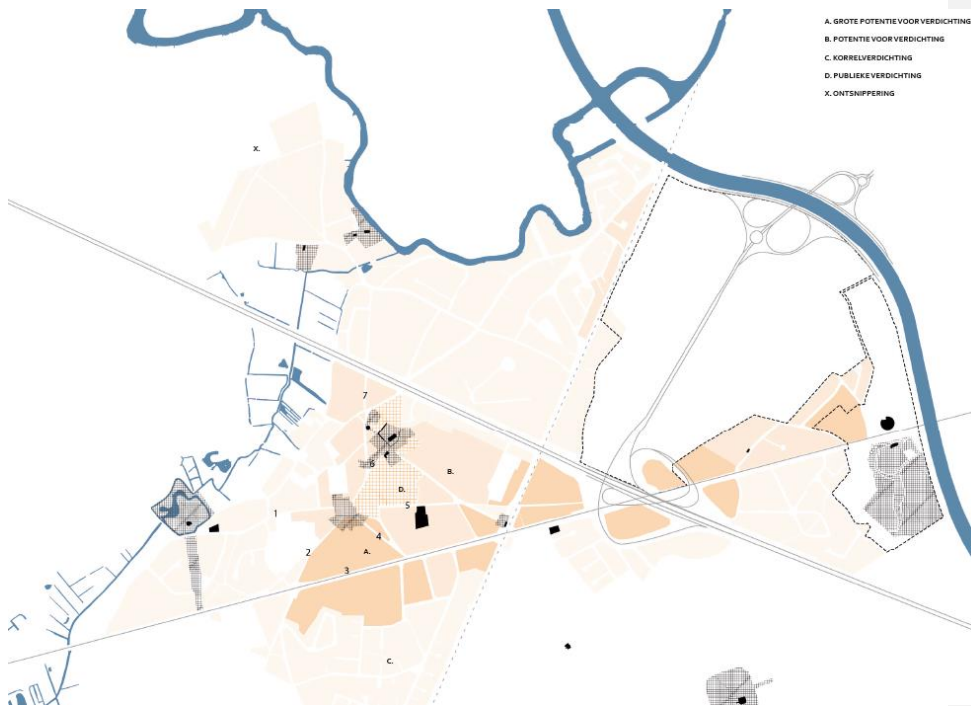 A. GROTE POTENTIE VOOR VERDICHTING
B. POTENTIE VOOR VERDICHTING
C. KORRELVERDICHTING
D. PUBLIEKE VERDICHTING
X. ONTSNIPPERING
X.
7
6
B.
D.
5
1
4
2
A.
3
C.